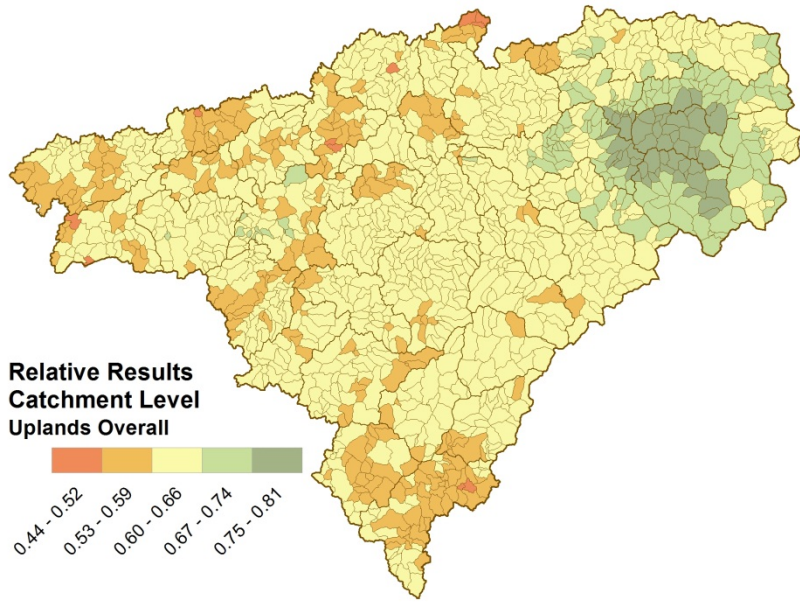 Relative Results
Catchment Level
Uplands Overall
0.44 - 0.52
0.53 - 0.59
0.60 - 0.66
0.67 - 0.74
0.75 - 0.81